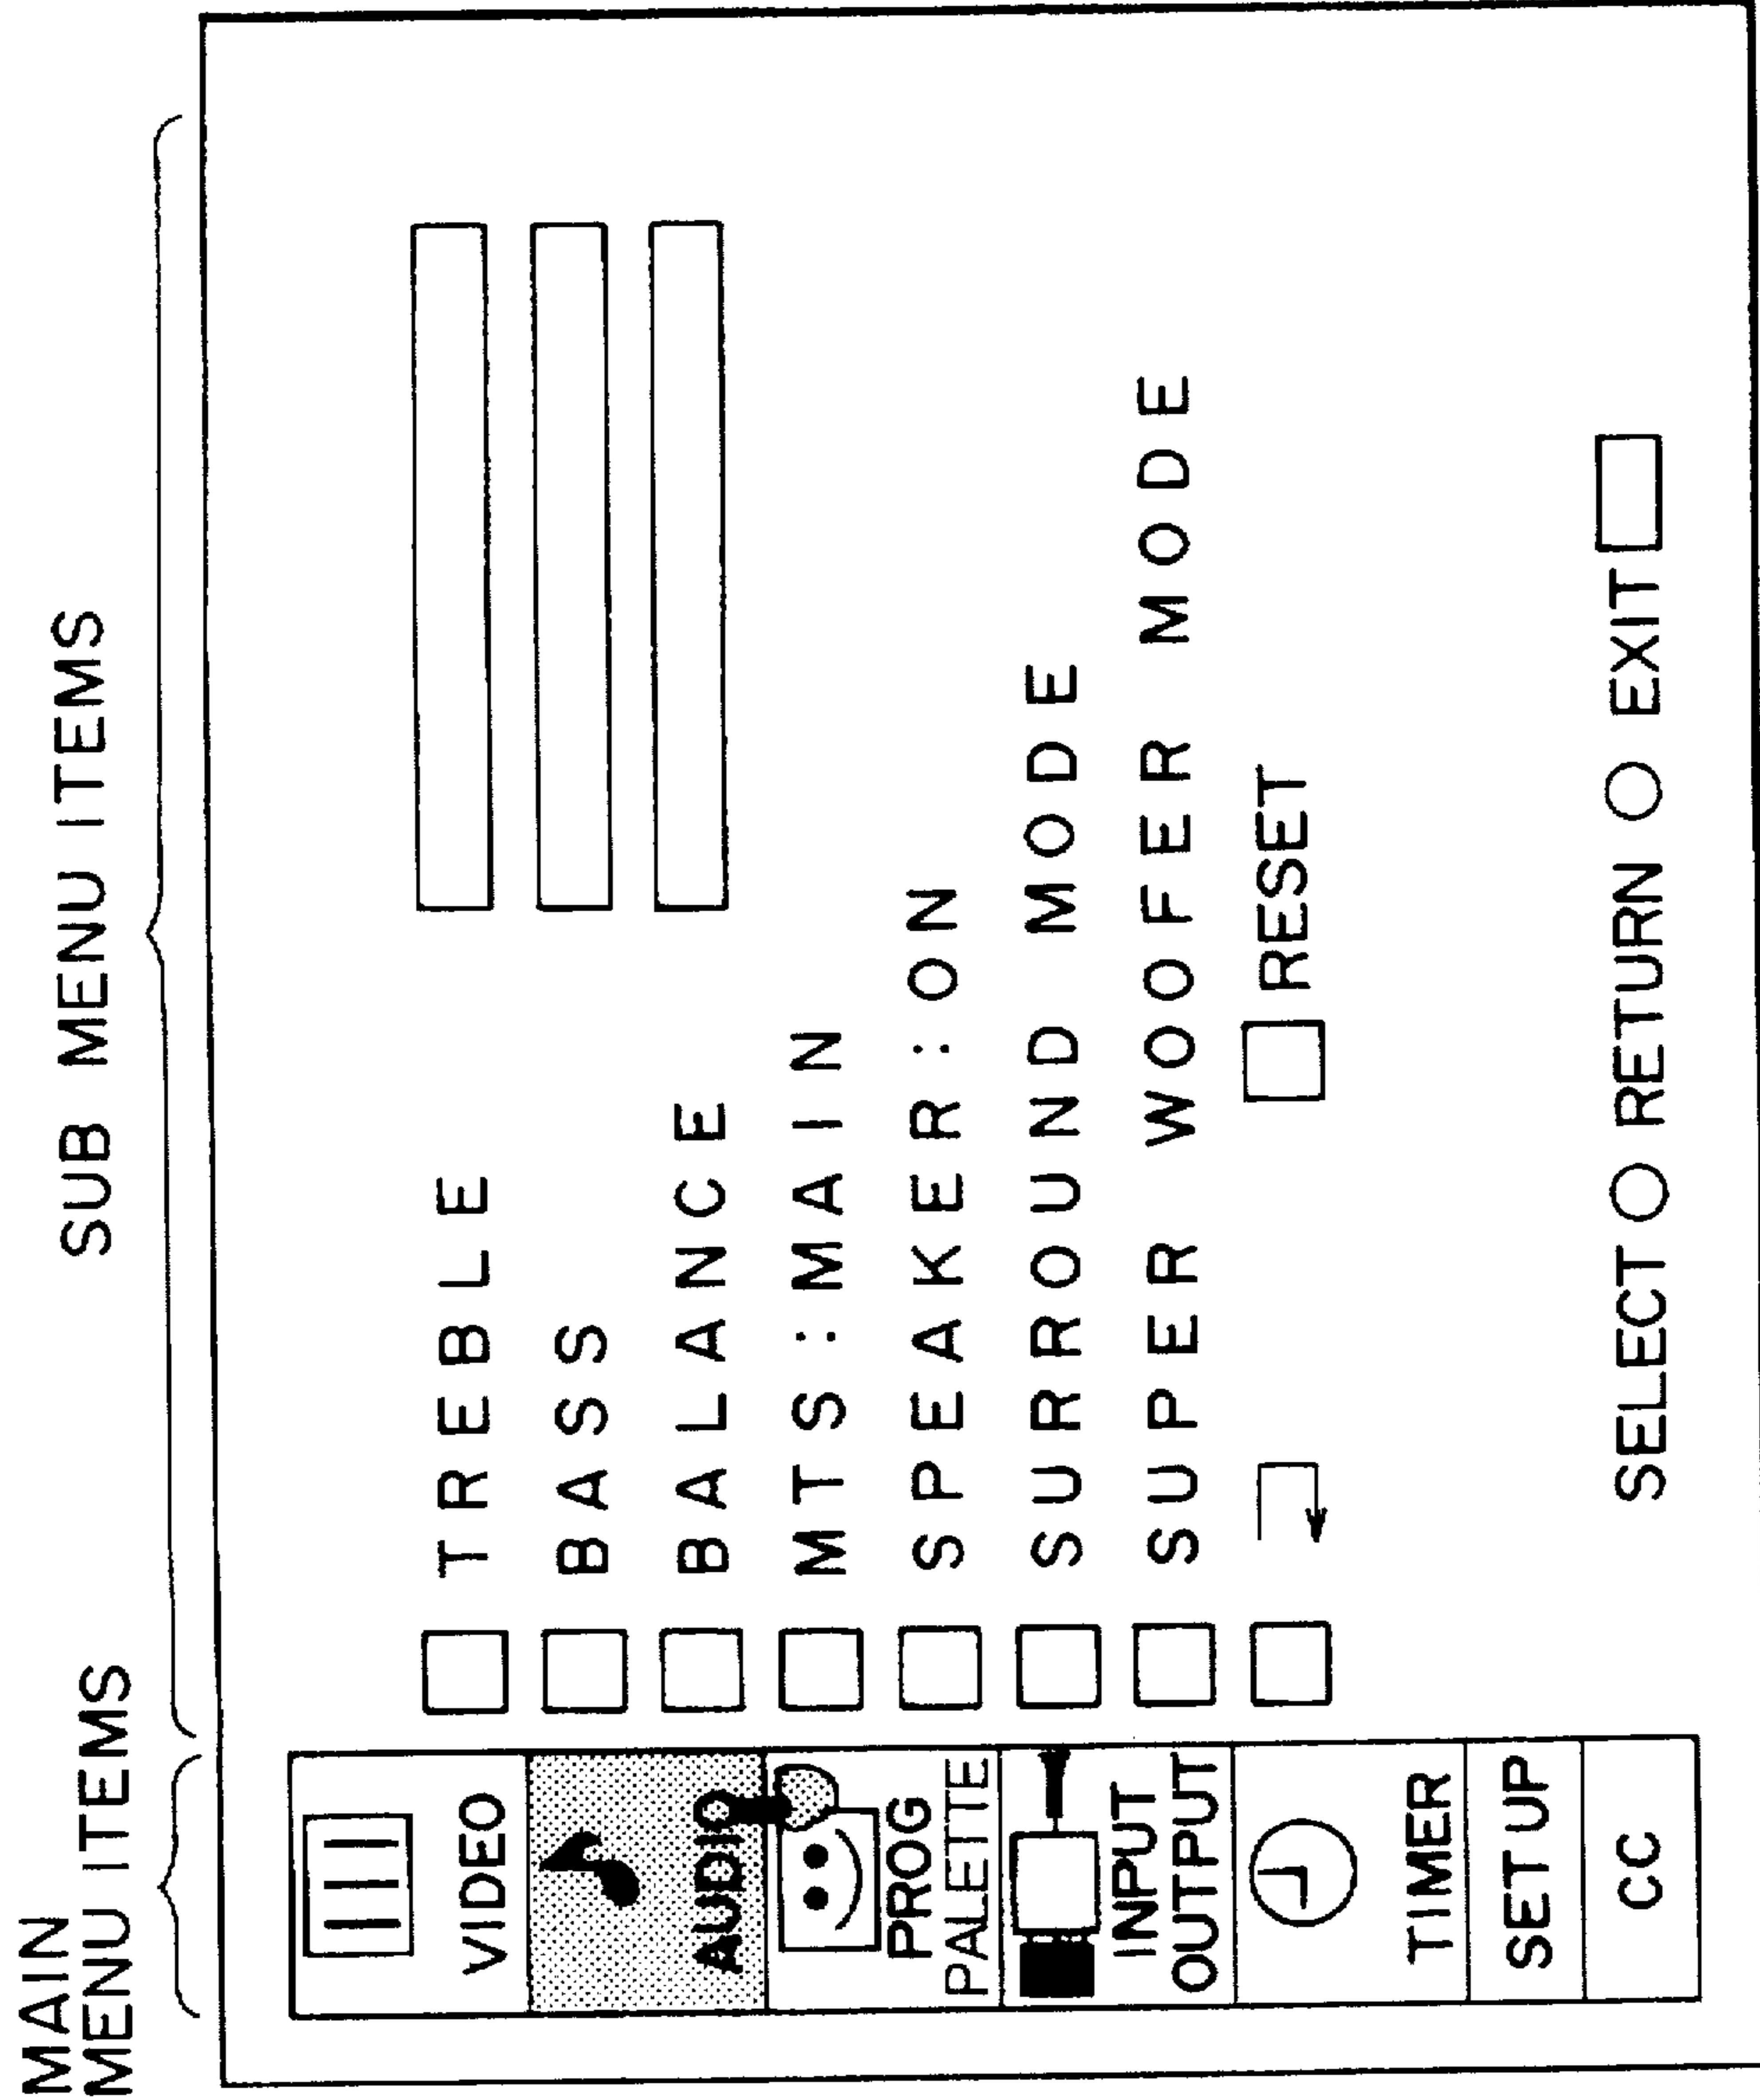 MAIN
MENU ITEMS
SUB MENU ITEMS
VIDEO
AUDIO
PROG
PALETTE
INPUT
OUTPUT
TIMER
SET UP
CC
TREBLE
BASS
BALANCE
MTS:MAIN
SPEAKER:ON
SURROUND MODE
SUPER WOOFER MODE
RESET
SELECT RETURN EXIT